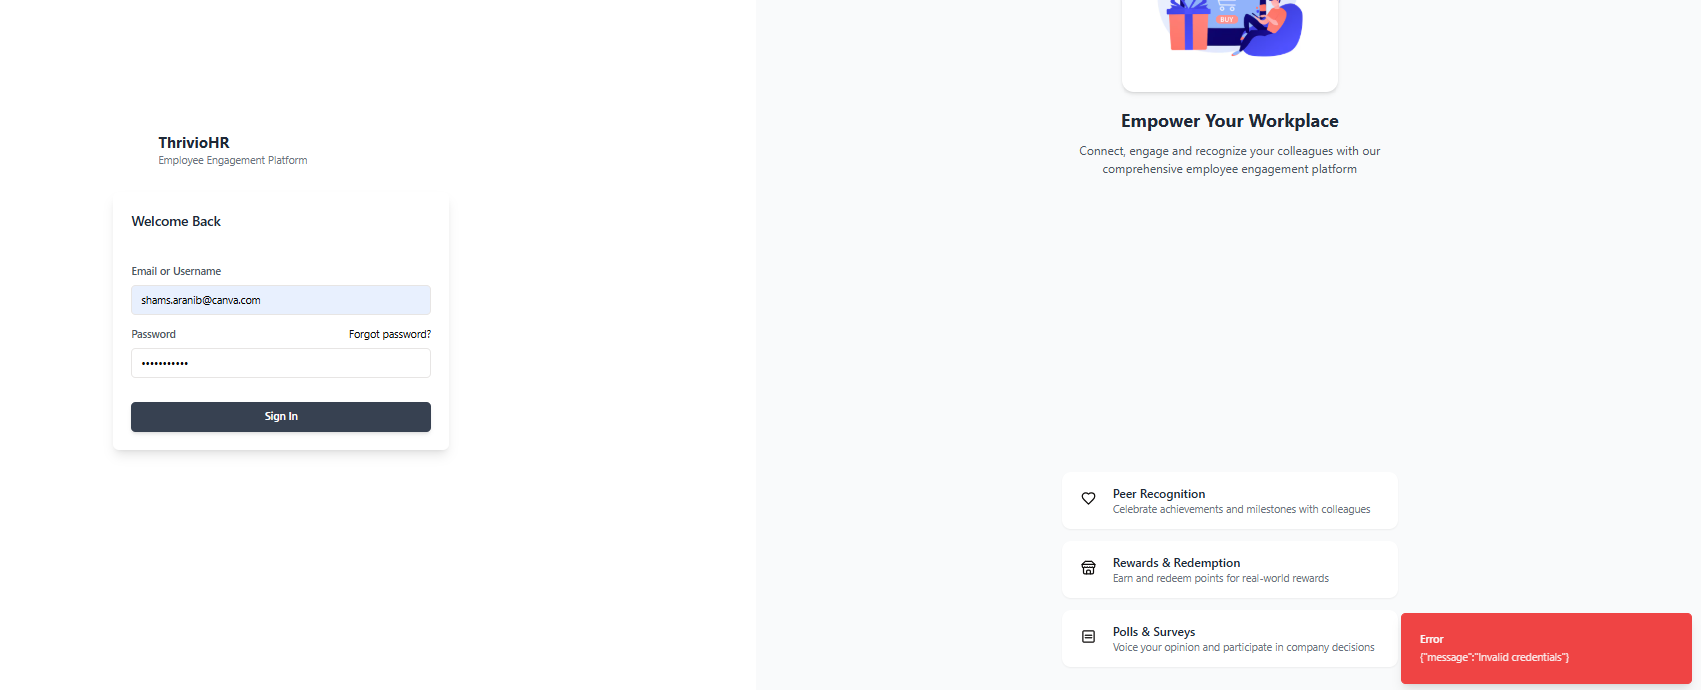 ThrivioHR
Employee Engagement Platform
Welcome Back
Email or Username
shams.aranib@canva.com
Password
Forgot password?
•••••••••••
Sign In
BUY
Empower Your Workplace
Connect, engage and recognize your colleagues with our
comprehensive employee engagement platform
Peer Recognition
Celebrate achievements and milestones with colleagues
Rewards & Redemption
Earn and redeem points for real-world rewards
Polls & Surveys
Voice your opinion and participate in company decisions
Error
{"message":"Invalid credentials"}